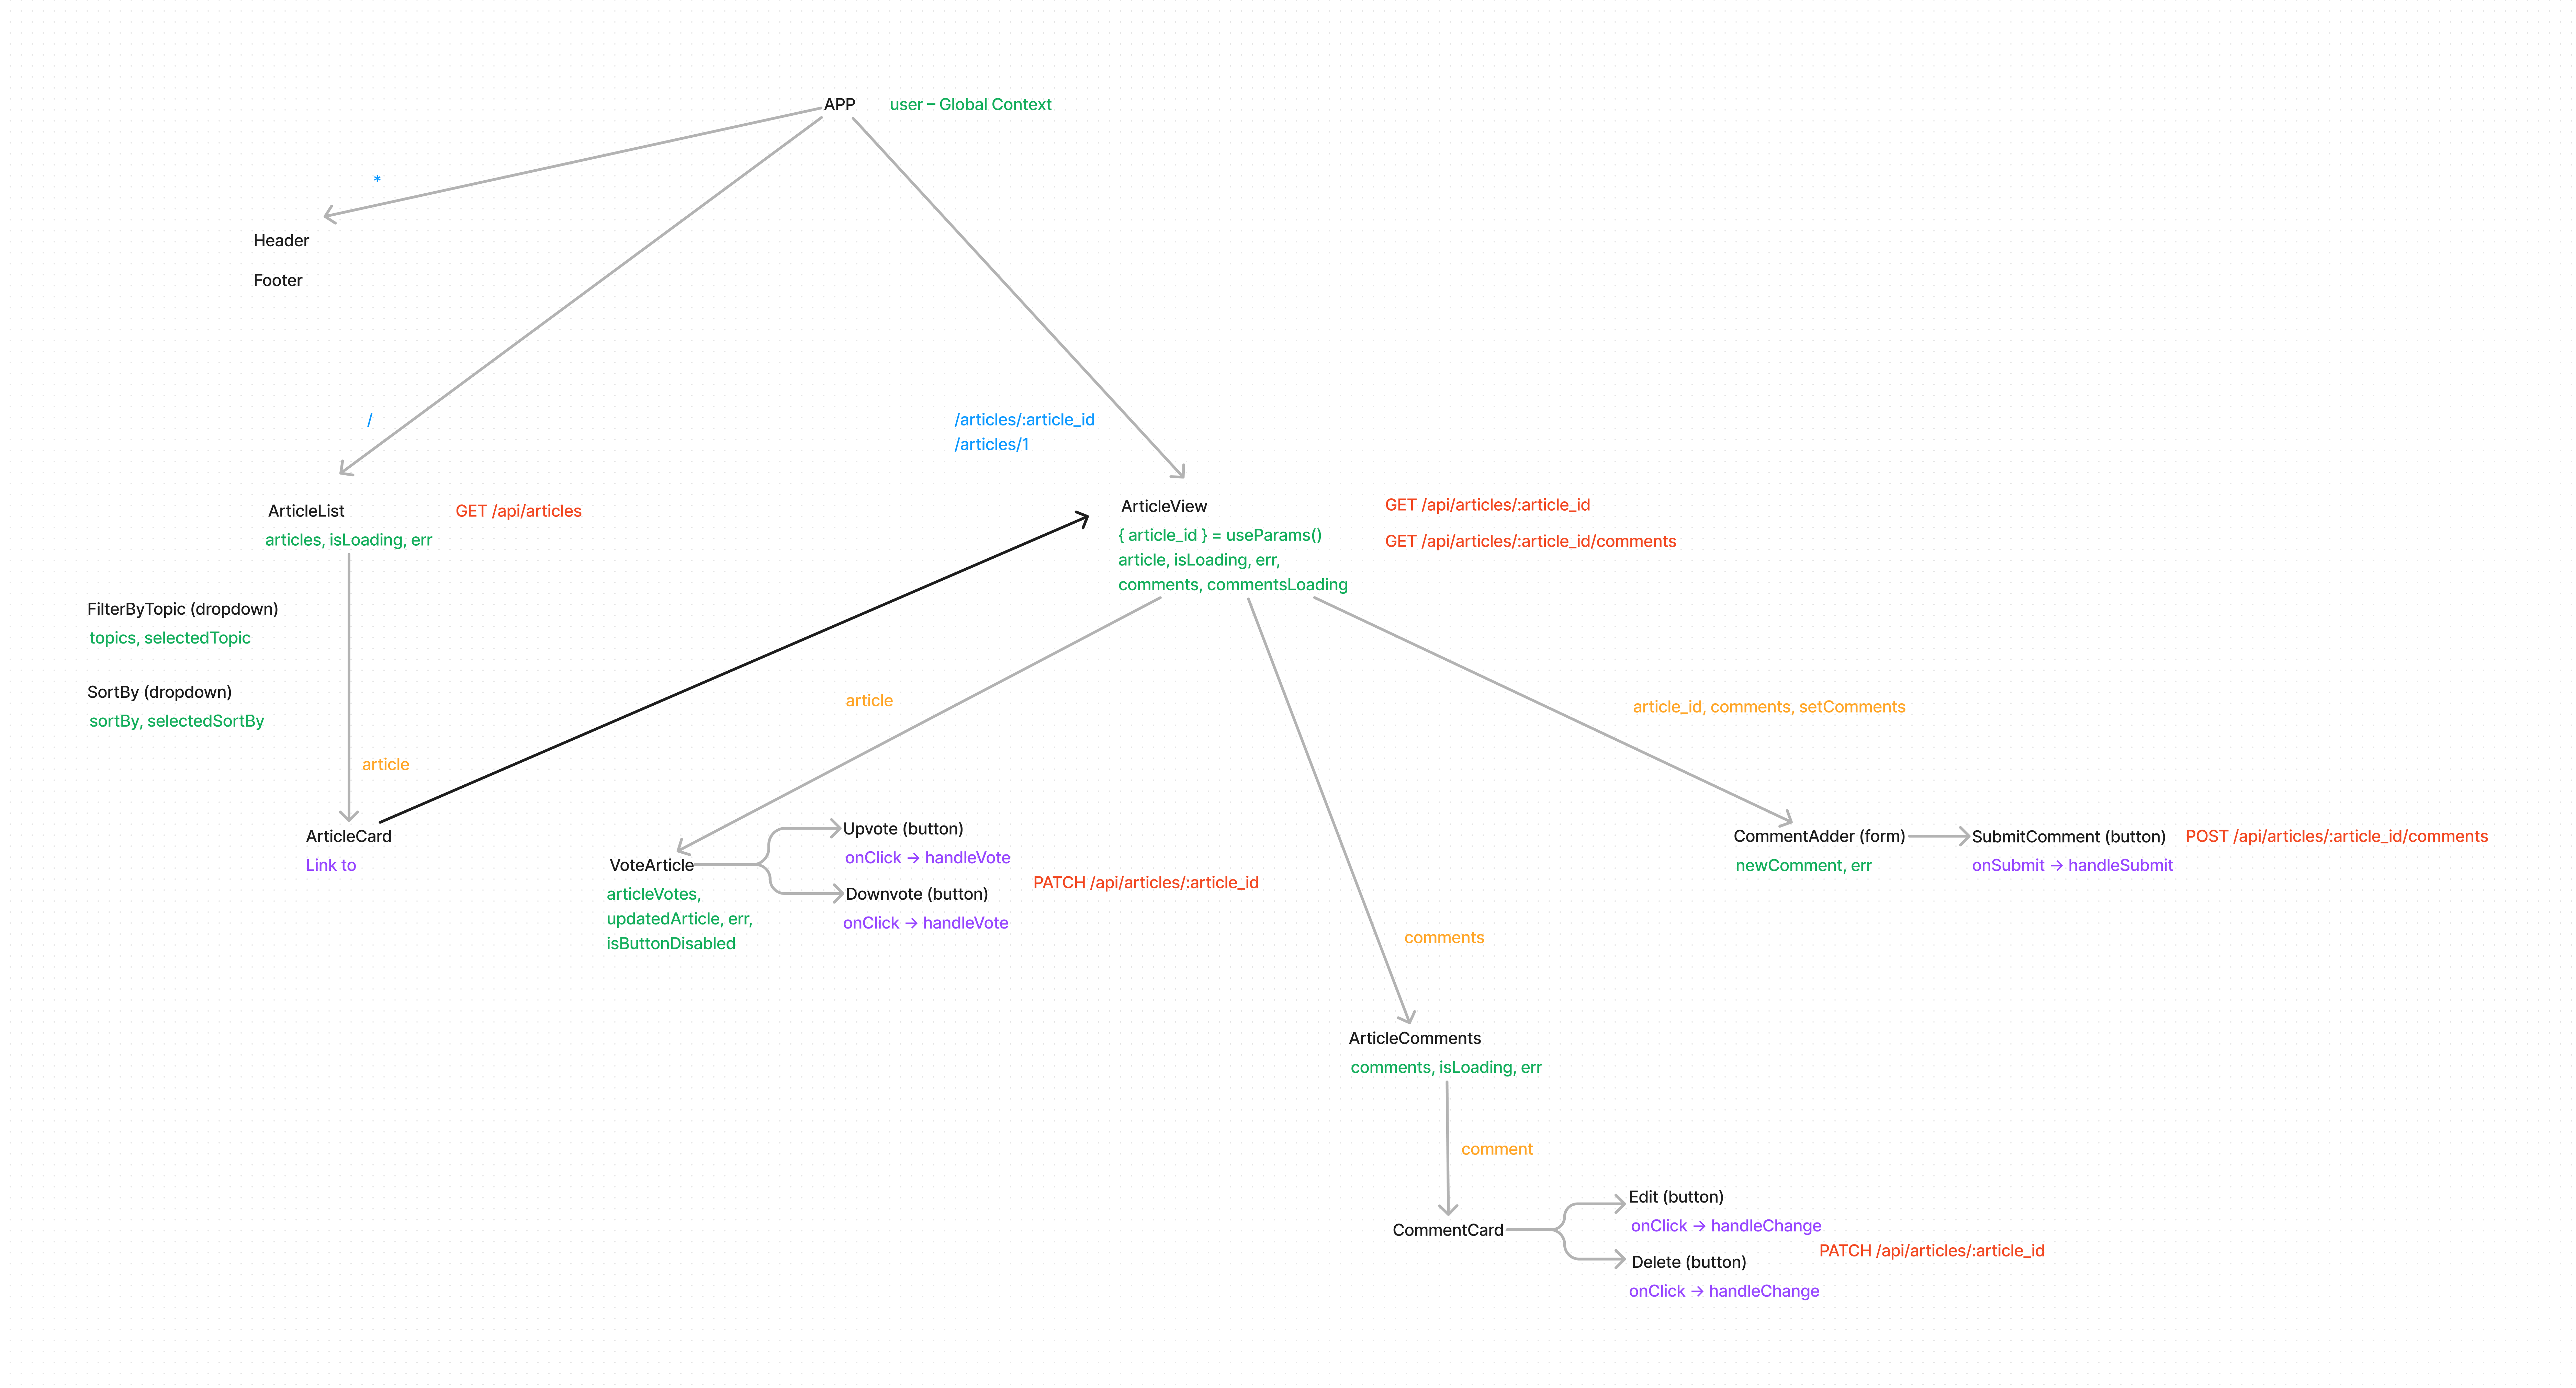 APP
user – Global Context
*
Header
Footer
/
/articles/:article_id
/articles/1
ArticleList
GET /api/articles
articles, isLoading, err
FilterByTopic (dropdown)
topics, selectedTopic
SortBy (dropdown)
sortBy, selectedSortBy
article
ArticleCard
Link to
ArticleView
{ article_id } = useParams()
article, isLoading, err,
comments, commentsLoading
GET /api/articles/:article_id
GET /api/articles/:article_id/comments
article
VoteArticle
articleVotes,
updatedArticle, err,
isButtonDisabled
Upvote (button)
onClick → handleVote
Downvote (button)
onClick → handleVote
PATCH /api/articles/:article_id
comments
ArticleComments
comments, isLoading, err
comment
CommentCard
Edit (button)
onClick → handleChange
Delete (button)
onClick → handleChange
PATCH /api/articles/:article_id
article_id, comments, setComments
CommentAdder (form)
newComment, err
SubmitComment (button)
onSubmit → handleSubmit
POST /api/articles/:article_id/comments